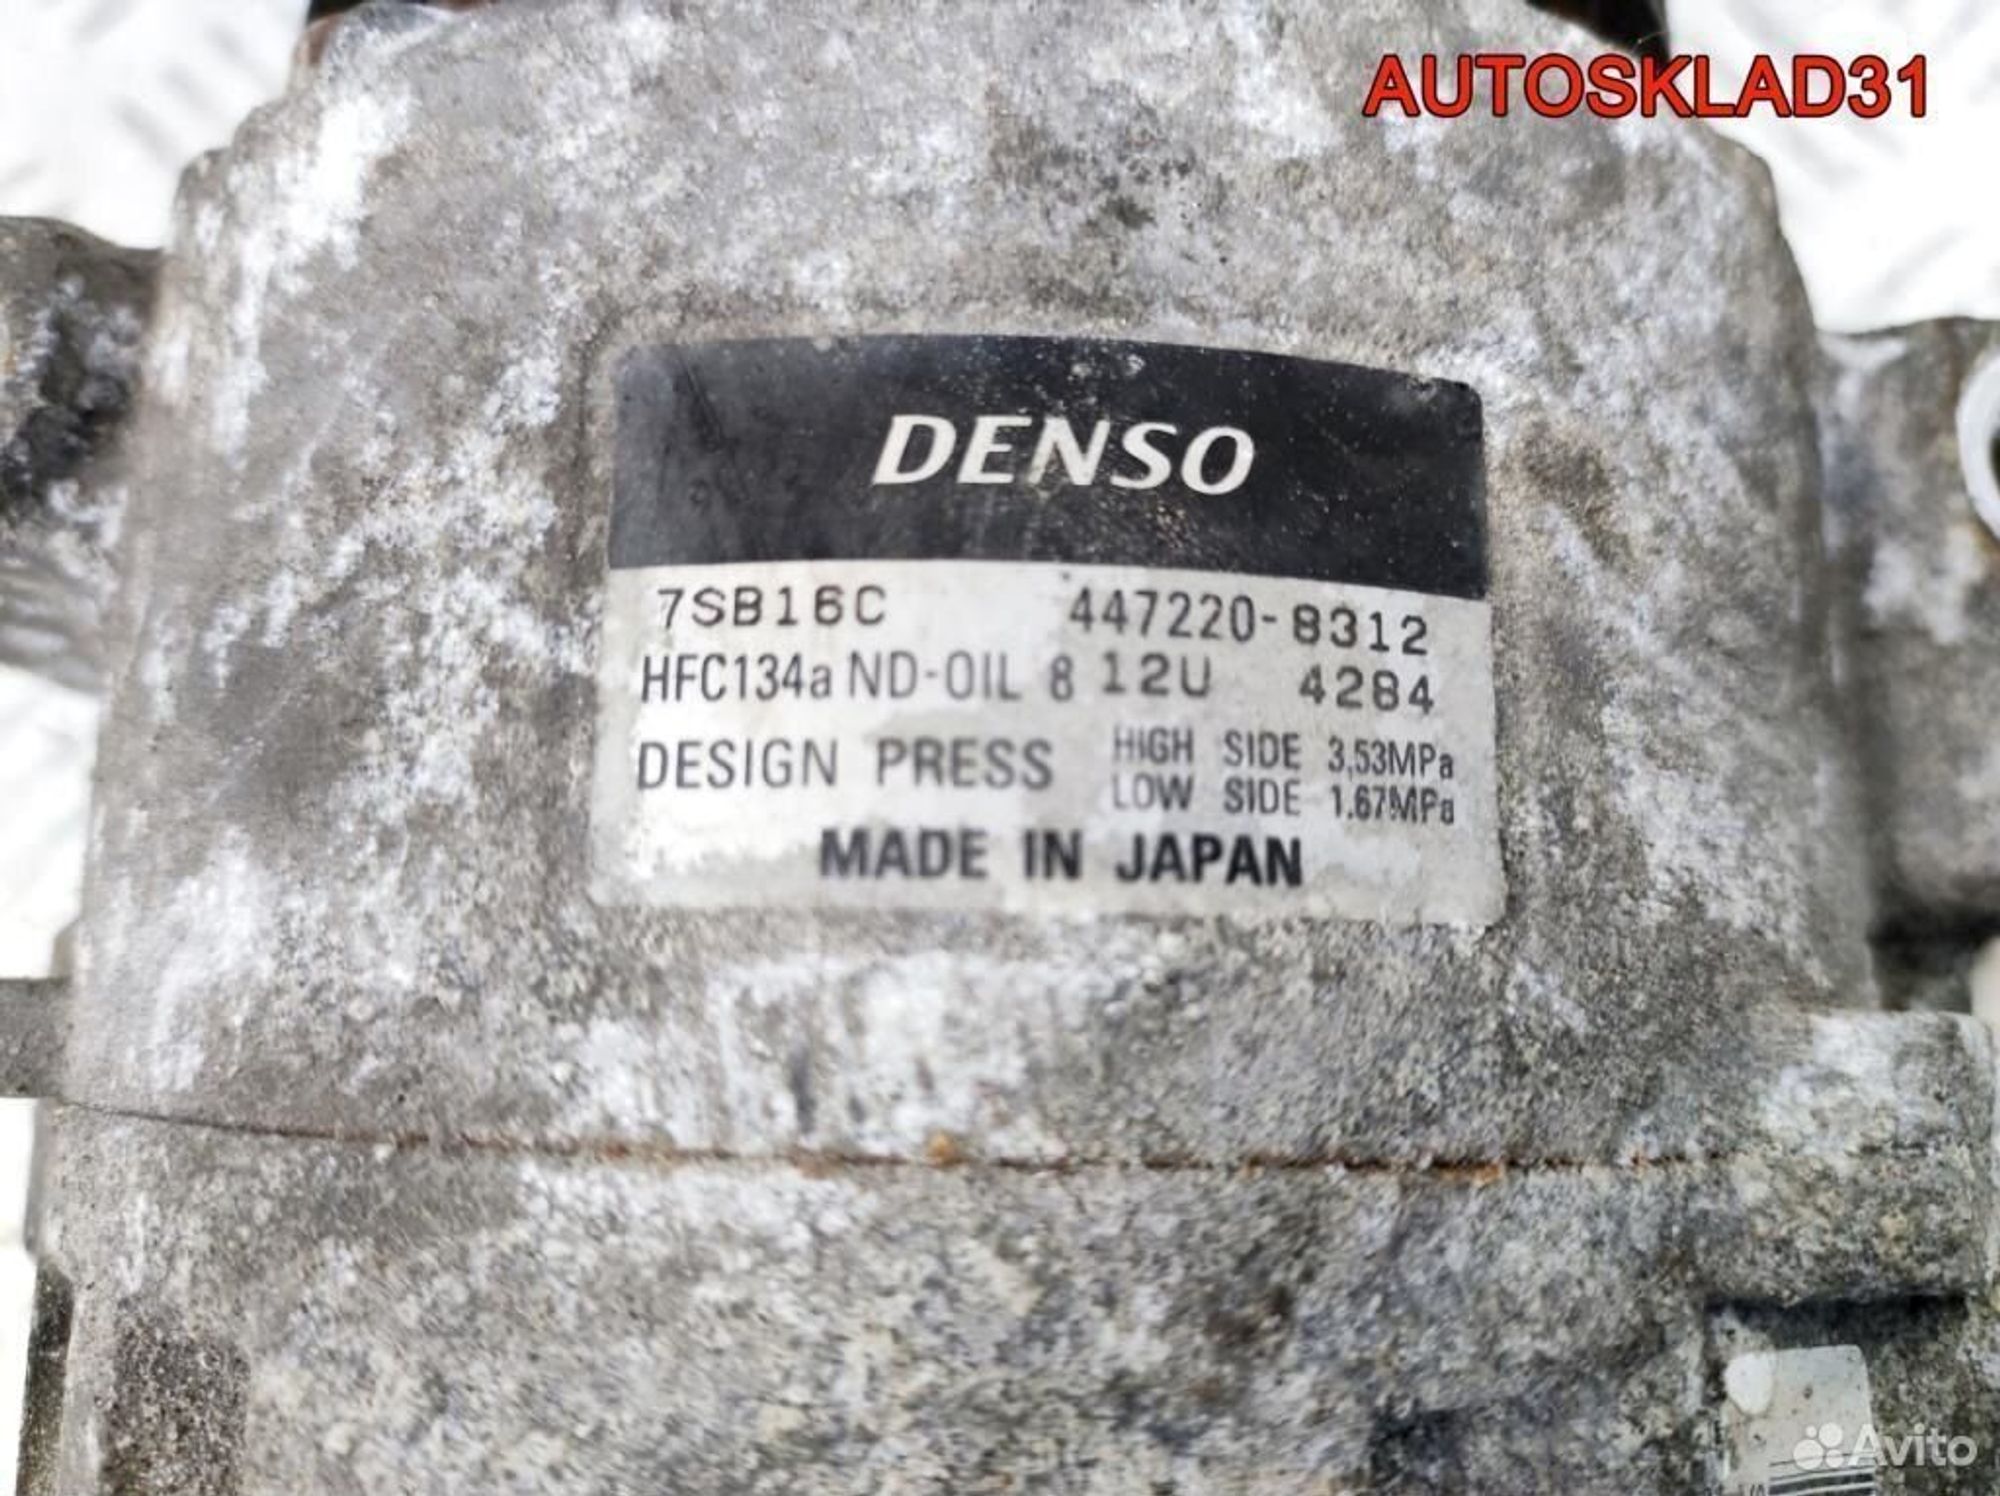 AUTOSKLAD31
DENSO
7SB16C 447220-8312
HFC134a ND-OIL 8 12U 4284
DESIGN PRESS HIGH SIDE 3.53MPa
LOW SIDE 1.67MPa
MADE IN JAPAN
Avito